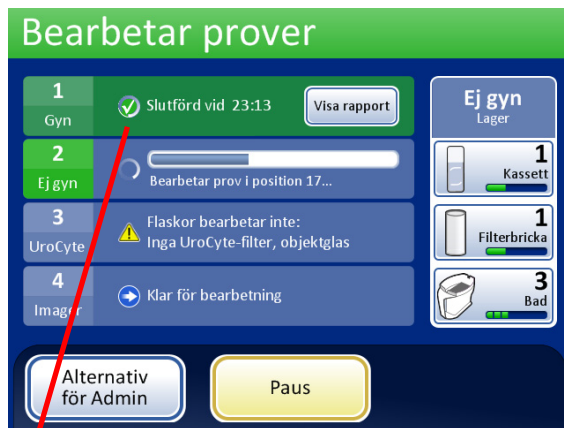 Bearbetar prover
1
Gyn
Slutförd vid 23:13
Visa rapport
2
Ej gyn
Bearbetar prov i position 17...
3
UroCyte
Flaskor bearbetar inte:
Inga UroCyte-filter, objektglas
4
Imager
Klar för bearbetning
Ej gyn
Lager
1
Kassett
1
Filterbricka
3
Bad
Alternativ
för Admin
Paus